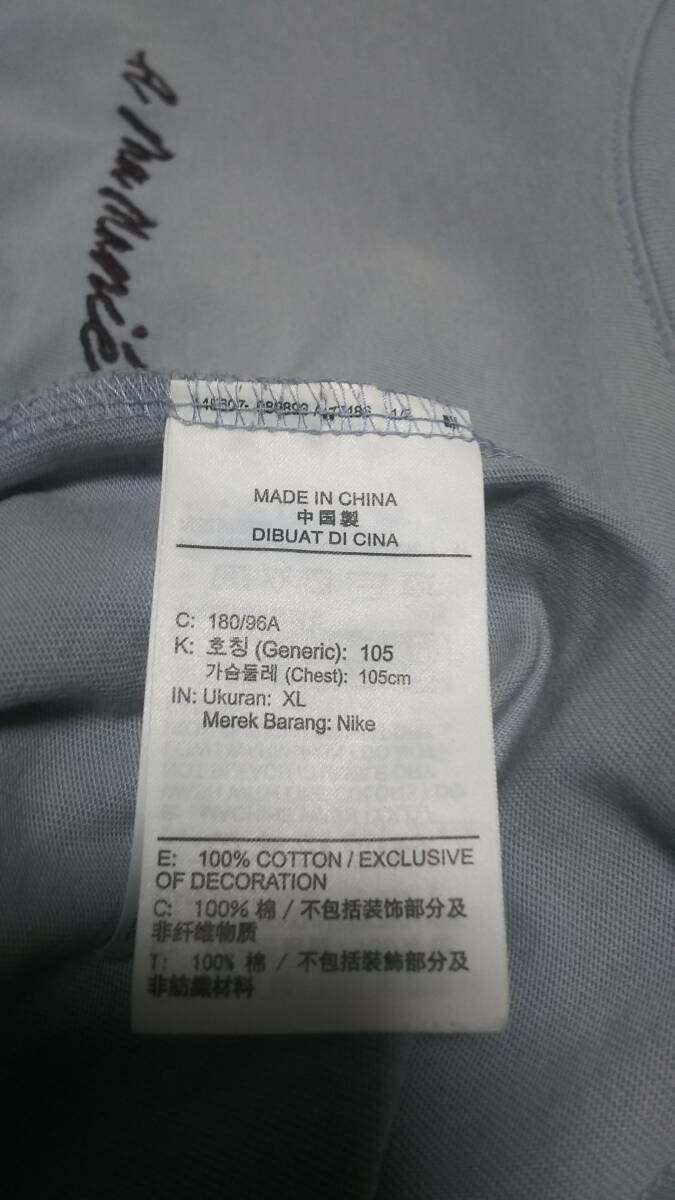 MADE IN CHINA
中国製
DIBUAT DI CINA
C: 180/96A
K: 호칭 (Generic): 105
가슴둘레 (Chest): 105cm
IN: Ukuran: XL
Merek Barang: Nike
E: 100% COTTON / EXCLUSIVE
OF DECORATION
C: 100% 棉 / 不包括装饰部分及
非纤维物质
T: 100% 棉 / 不包括裝飾部分及
非紡織材料